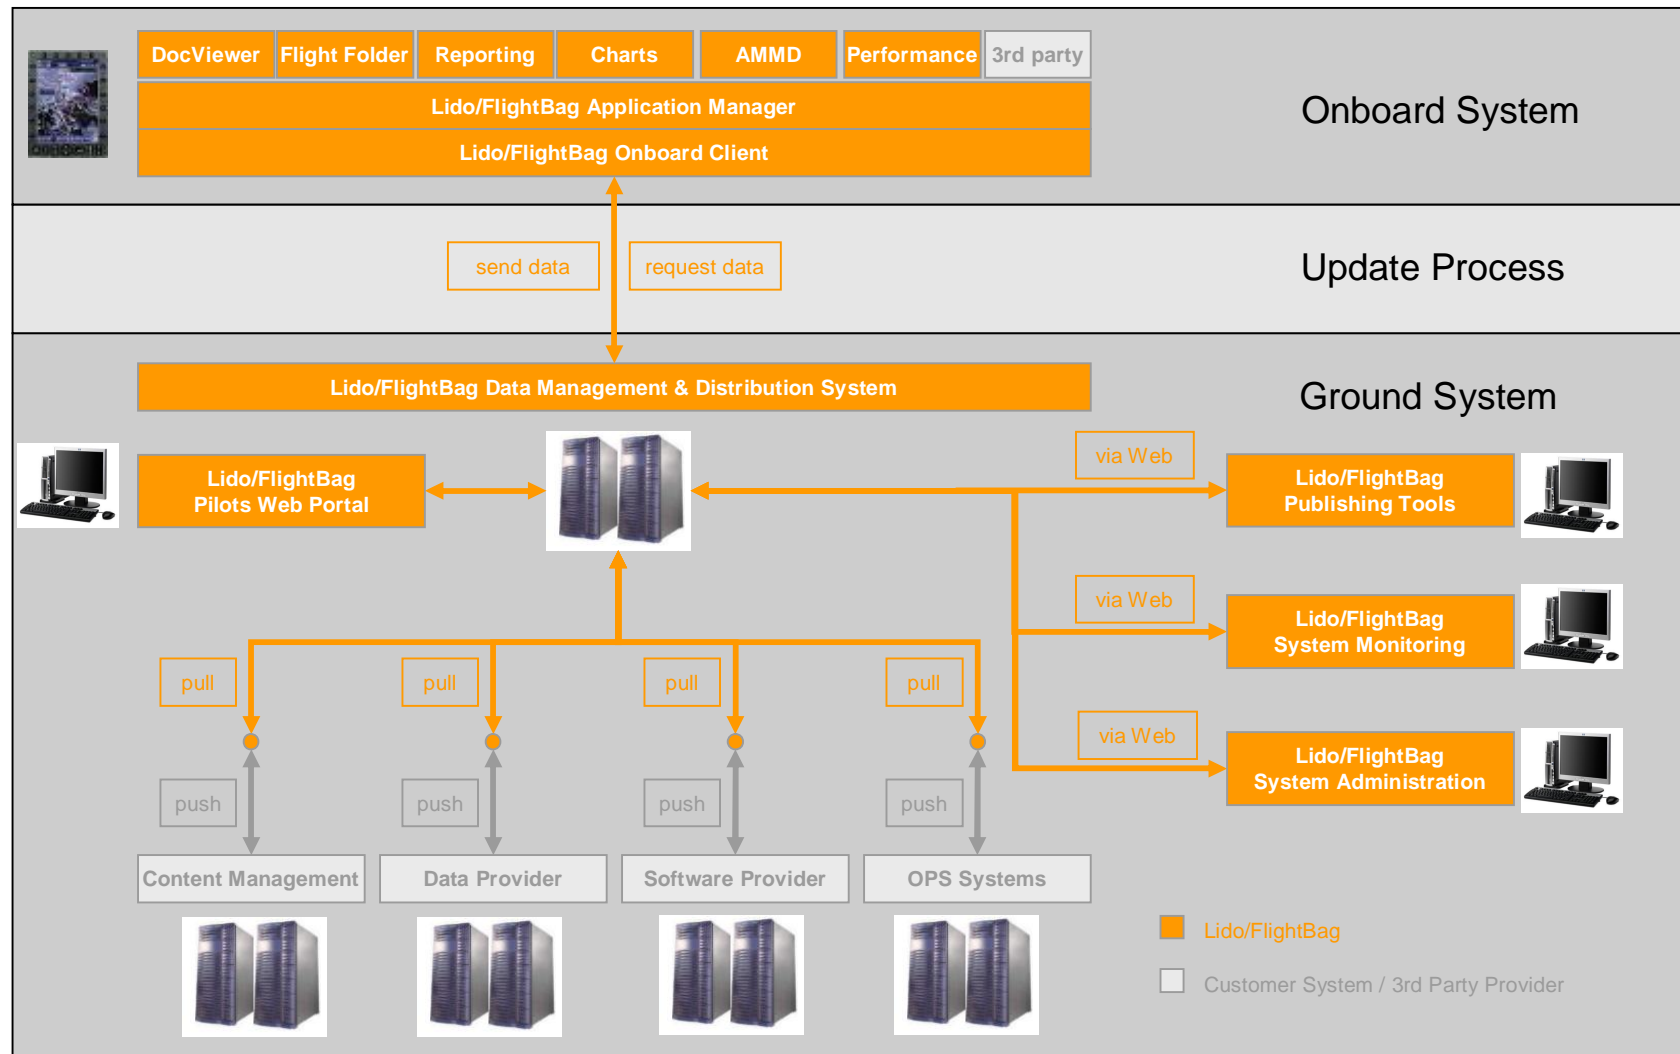 DocViewer
Flight Folder
Reporting
Charts
AMMD
Performance
3rd party
Lido/FlightBag Application Manager
Lido/FlightBag Onboard Client
Onboard System
send data
request data
Update Process
Lido/FlightBag Data Management & Distribution System
Ground System
Lido/FlightBag
Pilots Web Portal
via Web
Lido/FlightBag
Publishing Tools
via Web
Lido/FlightBag
System Monitoring
via Web
Lido/FlightBag
System Administration
pull
pull
pull
pull
push
push
push
push
Content Management
Data Provider
Software Provider
OPS Systems
Lido/FlightBag
Customer System / 3rd Party Provider